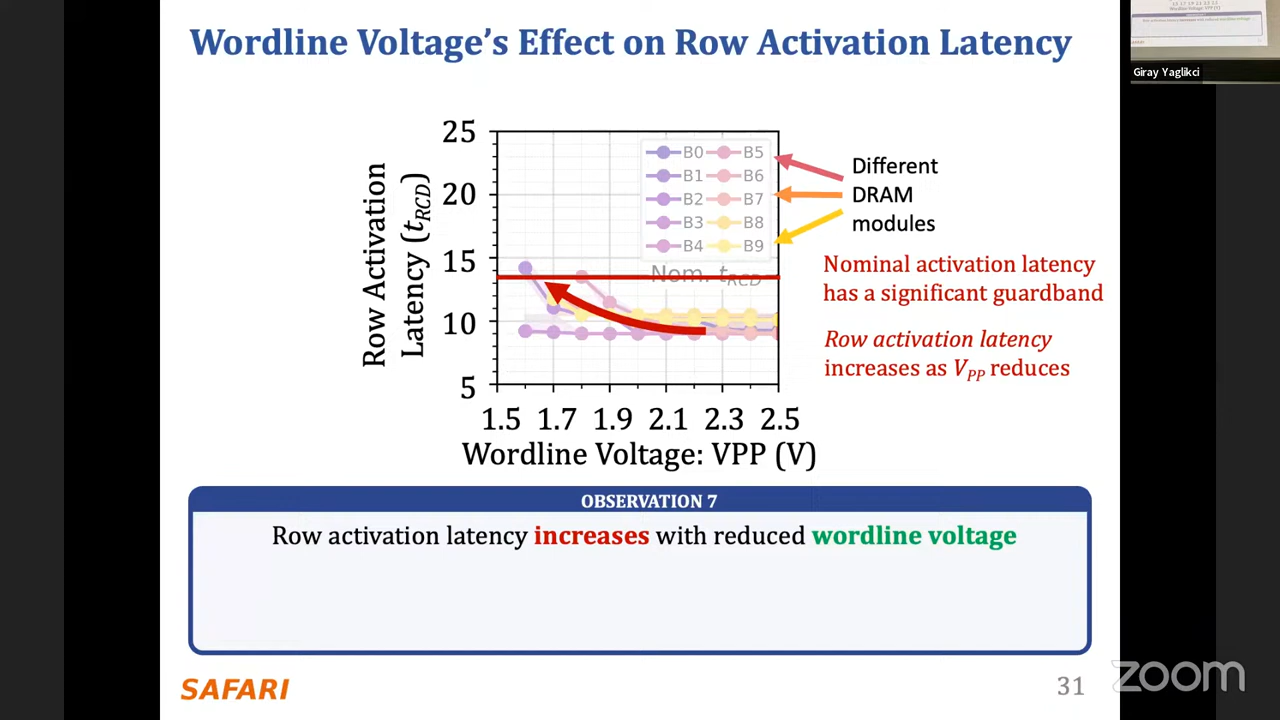 Wordline Voltage's Effect on Row Activation Latency
Giray Yaglikci
Row Activation
Latency (tRCD)
25
20
15
10
5
B0 B5
B1 B6
B2 B7
B3 B8
B4 B9
Nom. tRCD
Different
DRAM
modules
Nominal activation latency
has a significant guardband
Row activation latency
increases as VPP reduces
1.5 1.7 1.9 2.1 2.3 2.5
Wordline Voltage: VPP (V)
OBSERVATION 7
Row activation latency increases with reduced wordline voltage
SAFARI
31
zoom